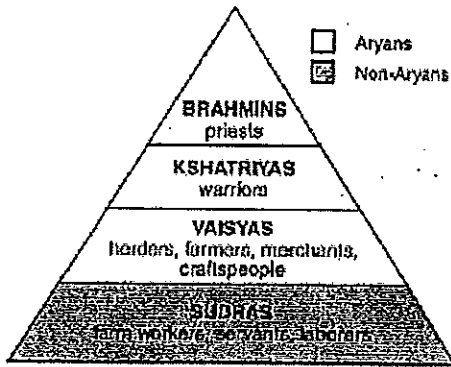 Aryans
Non-Aryans
BRAHMINS
priests
KSHATRIYAS
warriors
VAISYAS
herders, farmers, merchants,
craftspeople
SUDRAS
farm workers, servants, laborers